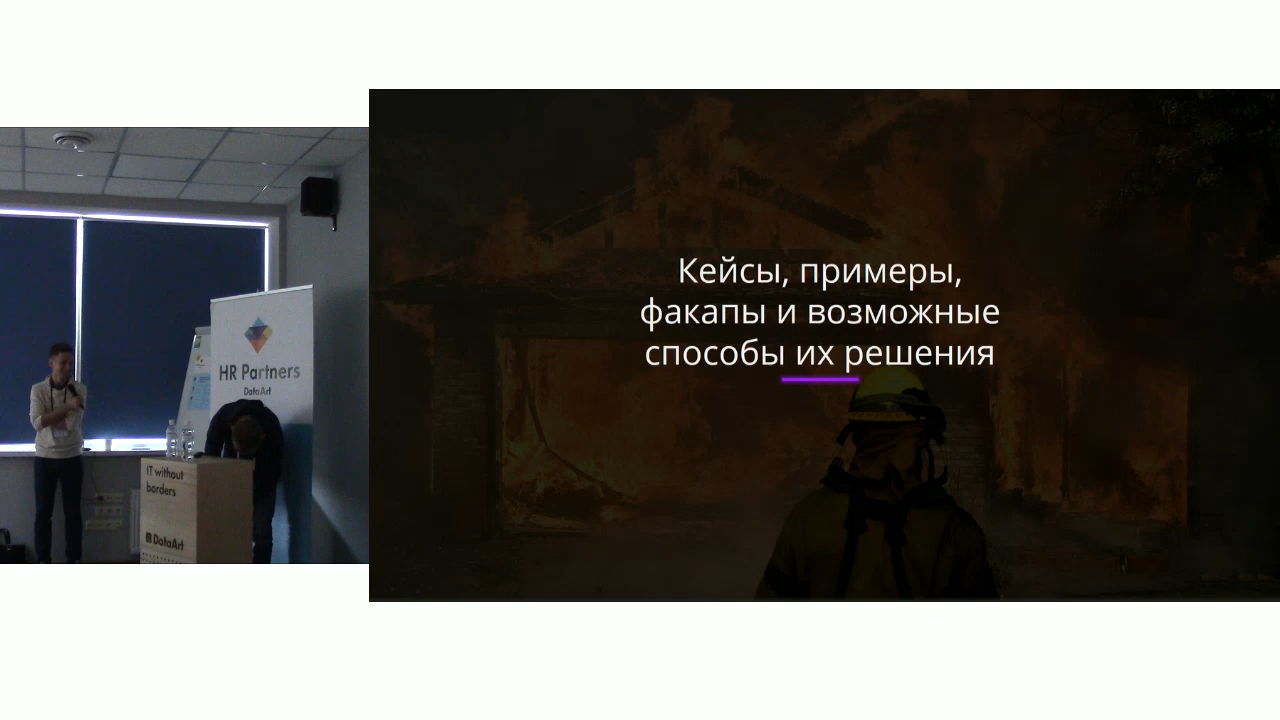 Кейсы, примеры,
факапы и возможные
способы их решения
HR Partners
DataArt
IT without
borders
DataArt